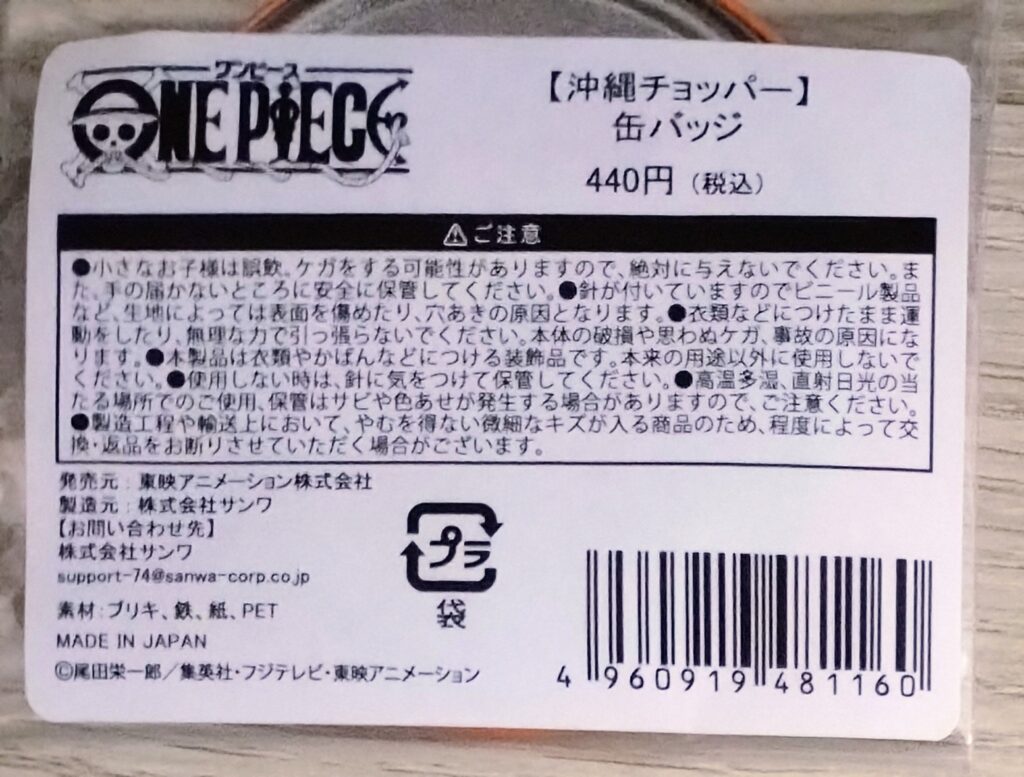 ワンピース
ONE PIECE
【沖縄チョッパー】
缶バッジ
440円（税込）
⚠ご注意
●小さなお子様は誤飲。ケガをする可能性がありますので、絶対に与えないでください。ま
た、手の届かないところに安全に保管してください。●針が付いていますのでビニール製品
など、生地によっては表面を傷めたり、穴あきの原因となります。●衣類などにつけたまま運
動をしたり、無理な力で引っ張らないでください。本体の破損や思わぬケガ、事故の原因にな
ります。●本製品は衣類やかばんなどにつける装飾品です。本来の用途以外に使用しないで
ください。●使用しない時は、針に気をつけて保管してください。●高温多湿、直射日光の当
たる場所でのご使用、保管はサビや色あせが発生する場合がありますので、ご注意ください。
●製造工程や輸送上において、やむを得ない微細なキズが入る商品のため、程度によって交
換・返品をお断りさせていただく場合がございます。
発売元：東映アニメーション株式会社
製造元：株式会社サンワ
【お問い合わせ先】
株式会社サンワ
support-74@sanwa-corp.co.jp
素材：ブリキ、鉄、紙、PET
MADE IN JAPAN
©尾田栄一郎／集英社・フジテレビ・東映アニメーション
プラ
袋
4 960919 481160